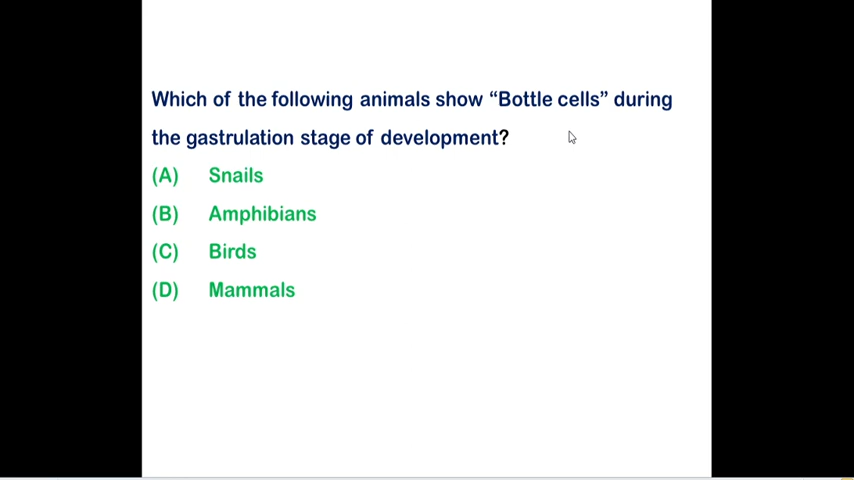 Which of the following animals show “Bottle cells” during
the gastrulation stage of development?
(A) Snails
(B) Amphibians
(C) Birds
(D) Mammals